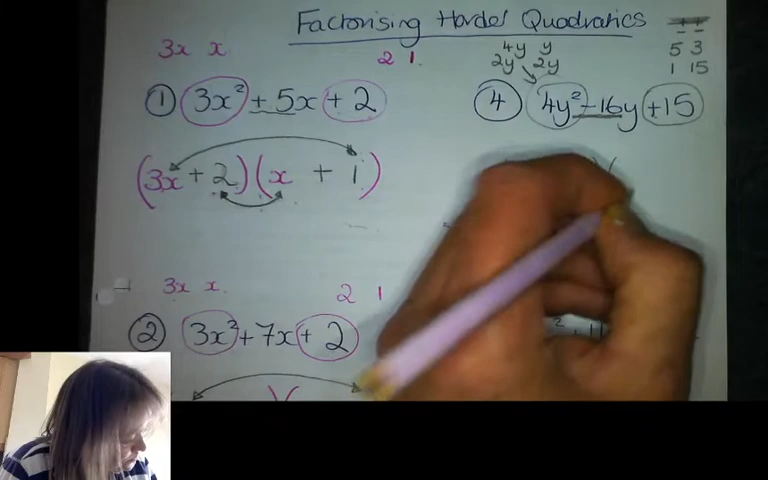 Factorising Harder Quadratics
3x x
2 1
① 3x² + 5x + 2
(3x + 2)(x + 1)
3x x
2 1
② 3x² + 7x + 2
)(
4y y
2y 2y
5 3
1 15
④ 4y² - 16y + 15